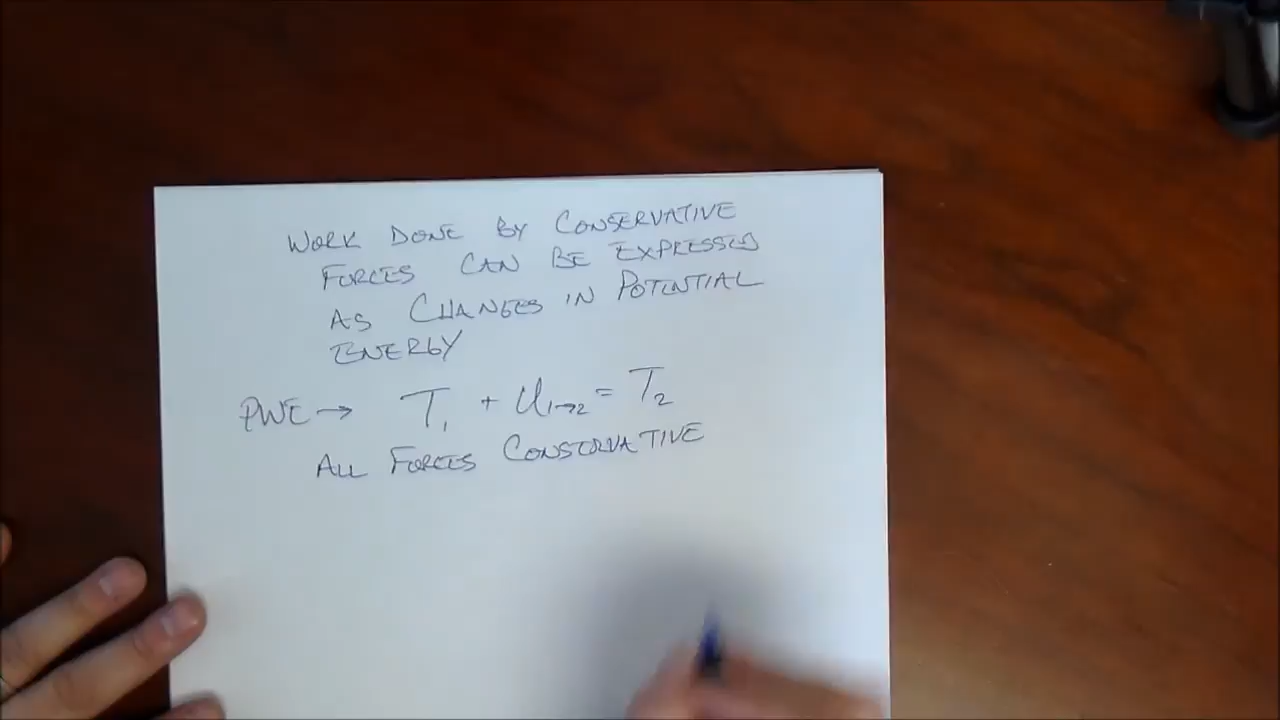 WORK DONE BY CONSERVATIVE
FORCES CAN BE EXPRESSED
AS CHANGES IN POTENTIAL
ENERGY
PWE → T₁ + U₁→₂ = T₂
ALL FORCES CONSERVATIVE